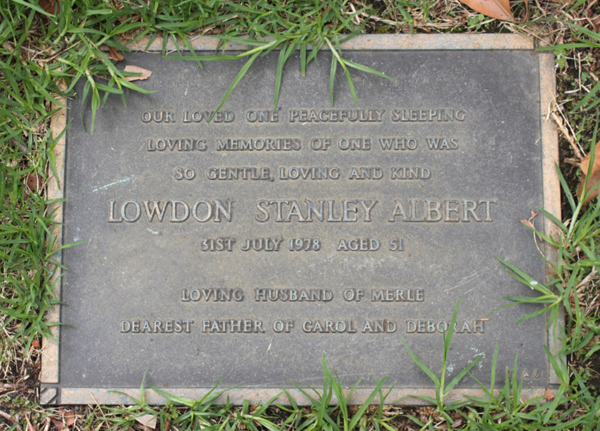 OUR LOVED ONE PEACEFULLY SLEEPING
LOVING MEMORIES OF ONE WHO WAS
SO GENTLE, LOVING AND KIND
LOWDON STANLEY ALBERT
31ST JULY 1978 AGED 51
LOVING HUSBAND OF MERLE
DEAREST FATHER OF CAROL AND DEBORAH